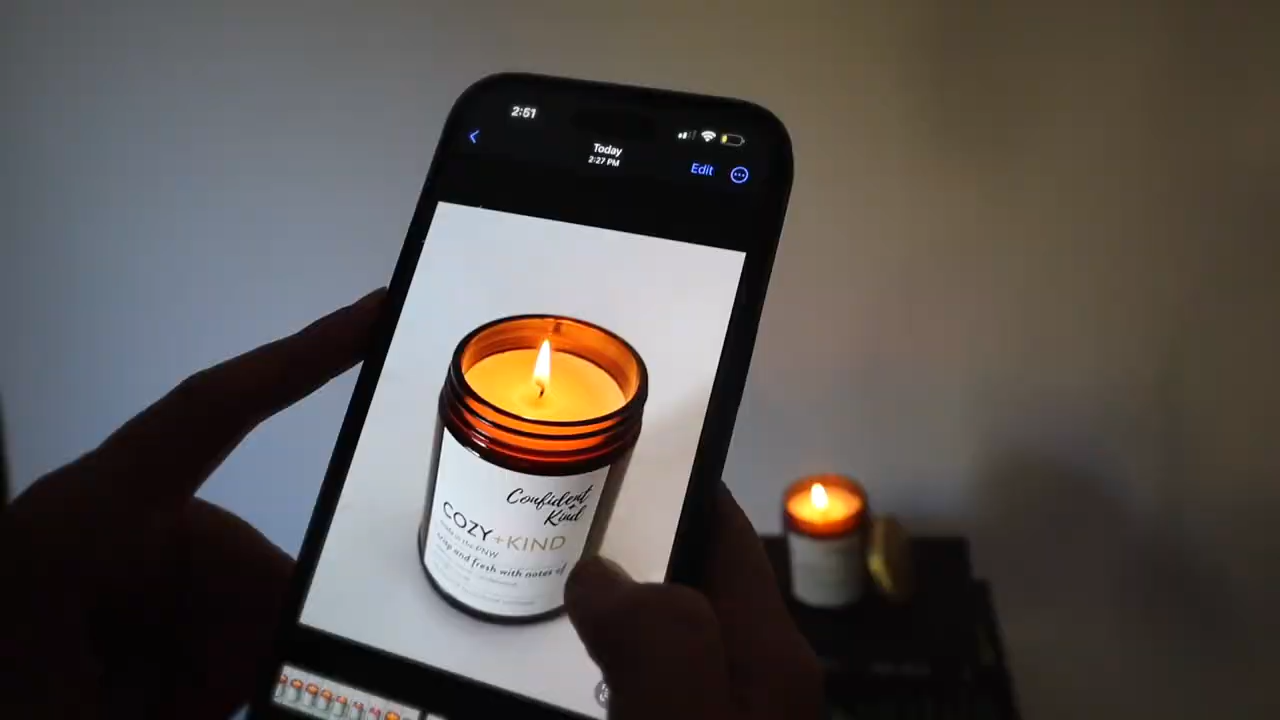 2:51
Today
2:27 PM
Edit
Confident
+
Kind
COZY+KIND
made in the PNW
crisp and fresh with notes of